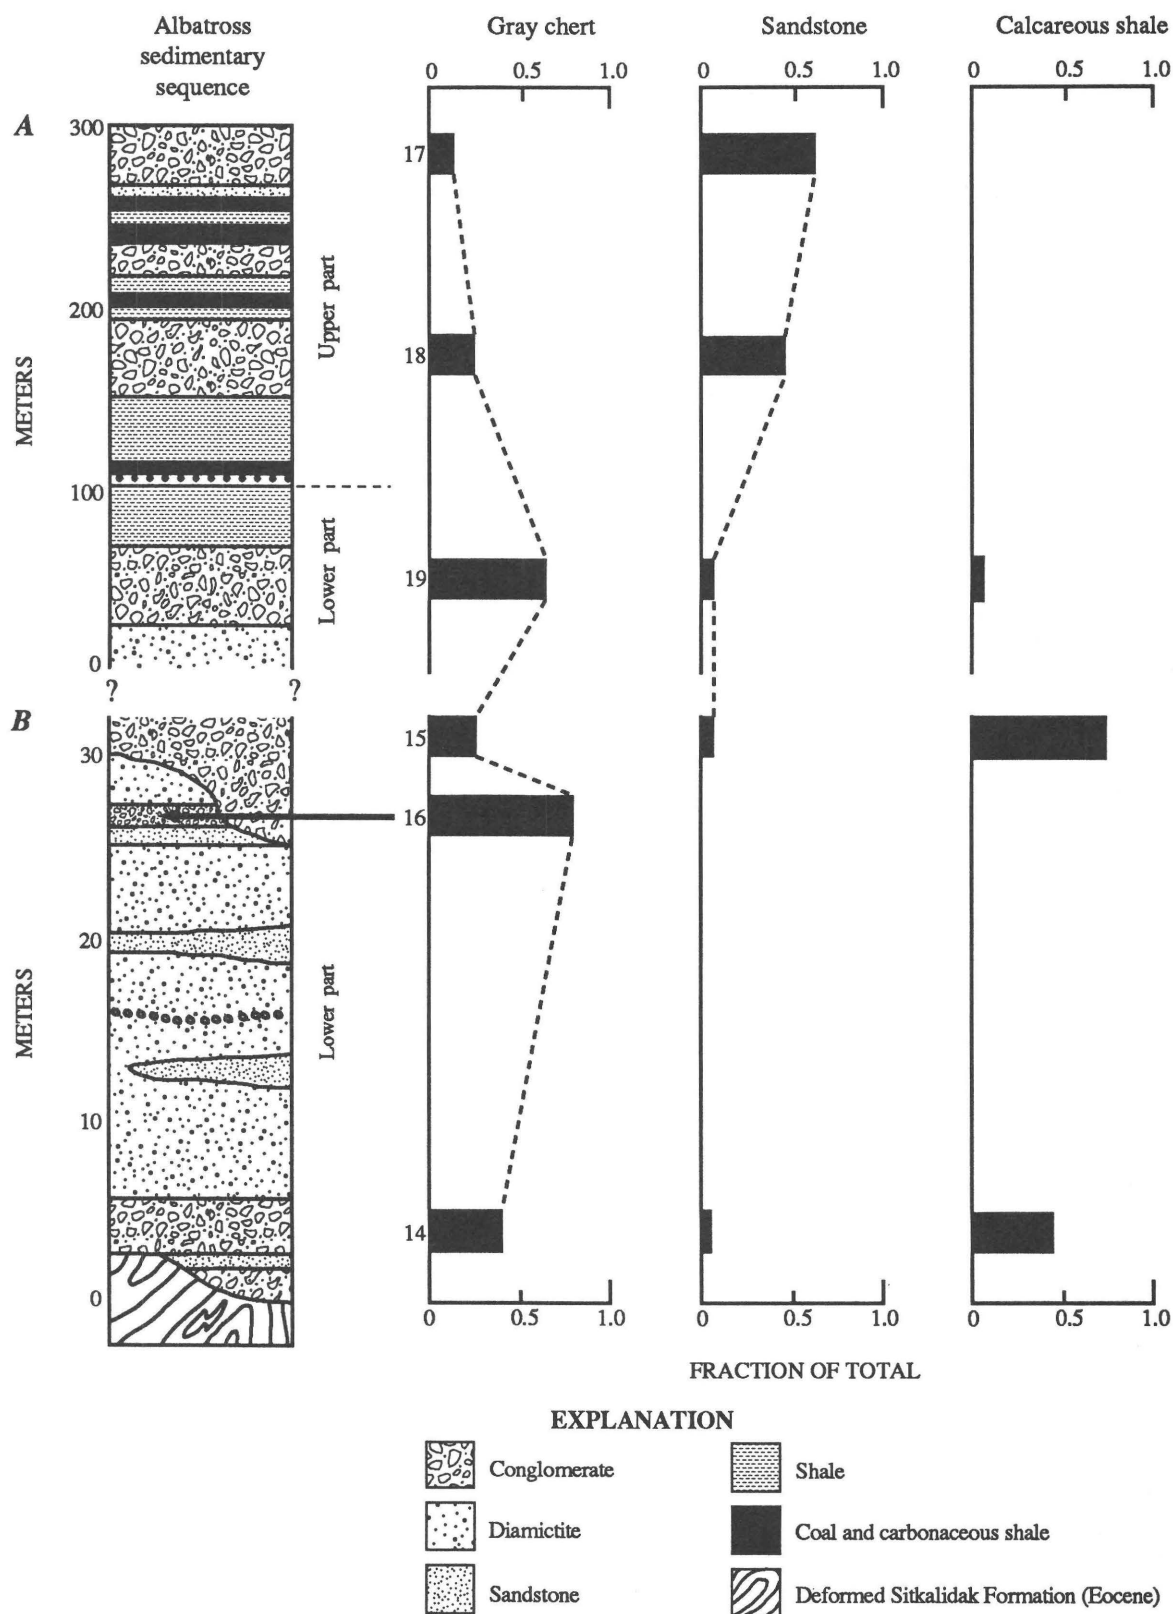 Albatross
sedimentary
sequence
Gray chert
Sandstone
Calcareous shale
0 0.5 1.0
0 0.5 1.0
0 0.5 1.0
A
300
200
METERS
100
0
Upper part
Lower part
17
18
19
? ?
B
30
20
METERS
10
0
Lower part
15
16
14
0 0.5 1.0
0 0.5 1.0
0 0.5 1.0
FRACTION OF TOTAL
EXPLANATION
Conglomerate
Shale
Diamictite
Coal and carbonaceous shale
Sandstone
Deformed Sitkalidak Formation (Eocene)